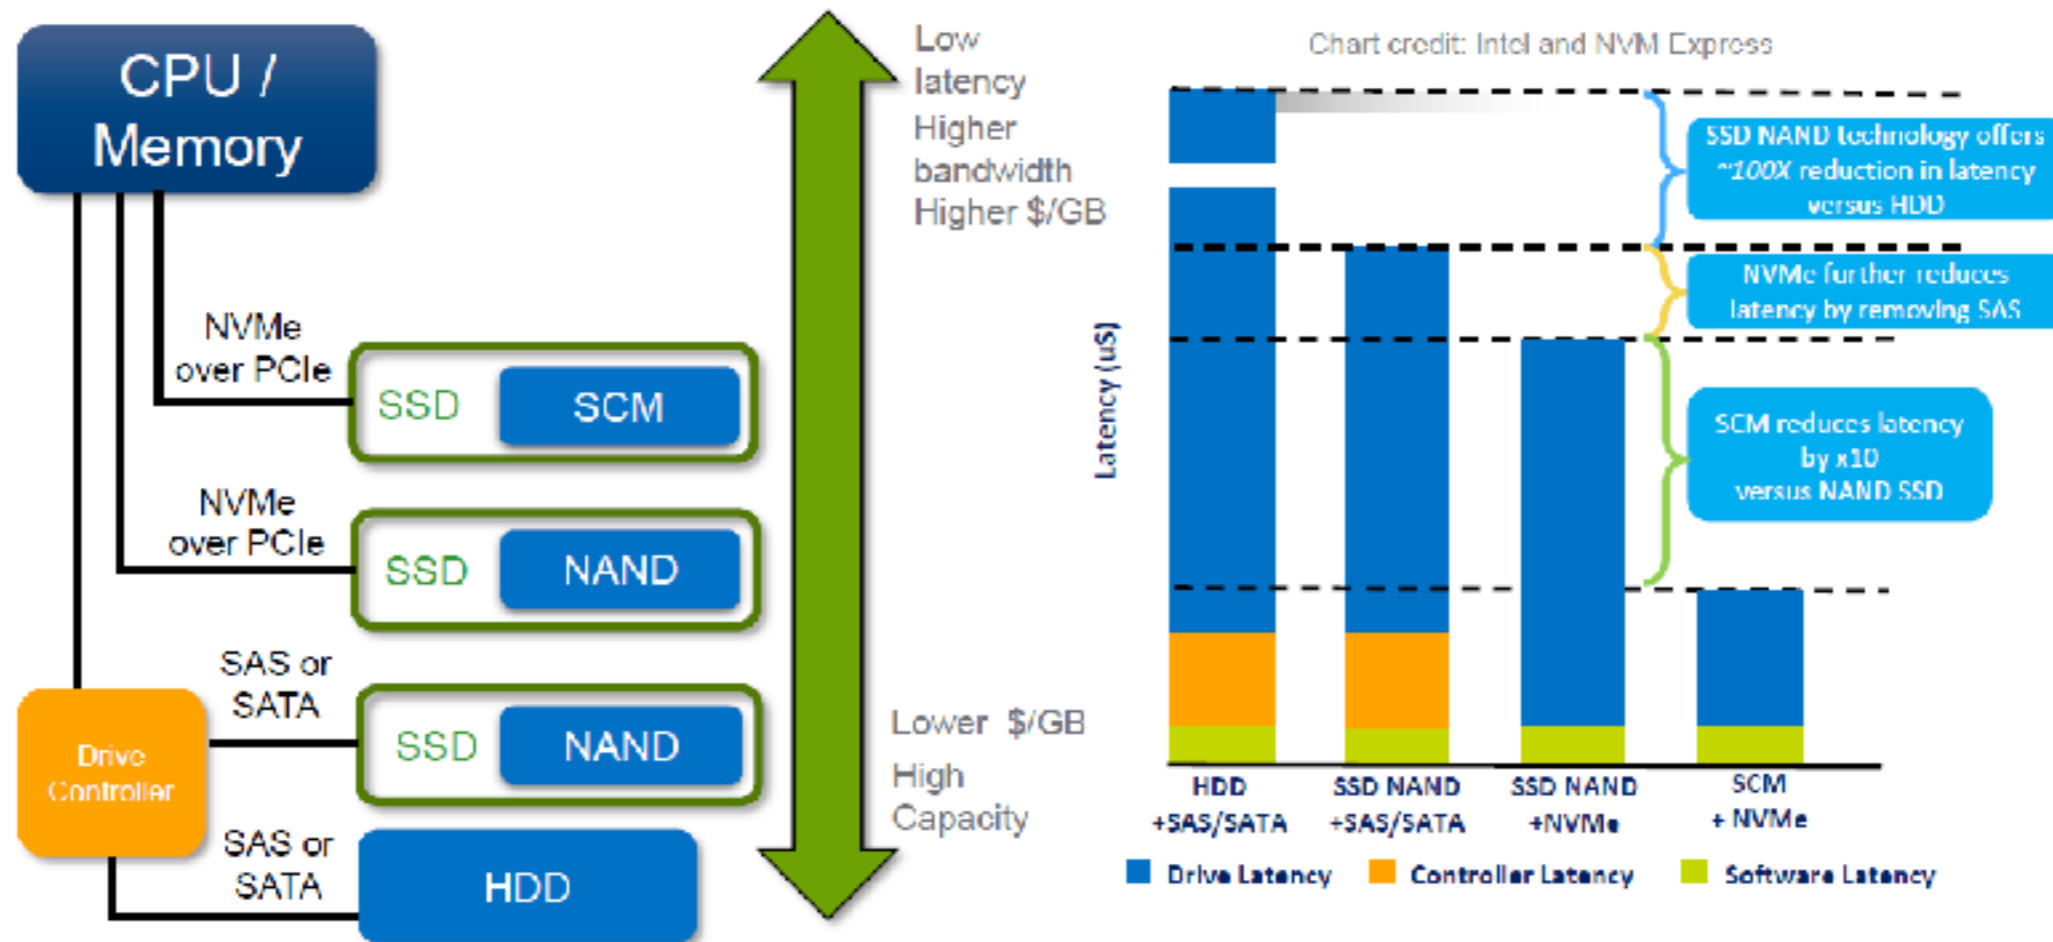 CPU /
Memory
NVMe
over PCIe
SSD
SCM
NVMe
over PCIe
SSD
NAND
SAS or
SATA
SSD
NAND
Drive
Controller
SAS or
SATA
HDD
Low
latency
Higher
bandwidth
Higher $/GB
Lower $/GB
High
Capacity
Chart credit: Intel and NVM Express
SSD NAND technology offers
~100X reduction in latency
versus HDD
NVMe further reduces
latency by removing SAS
SCM reduces latency
by x10
versus NAND SSD
Latency (uS)
HDD
+SAS/SATA
SSD NAND
+SAS/SATA
SSD NAND
+NVMe
SCM
+ NVMe
Drive Latency
Controller Latency
Software Latency